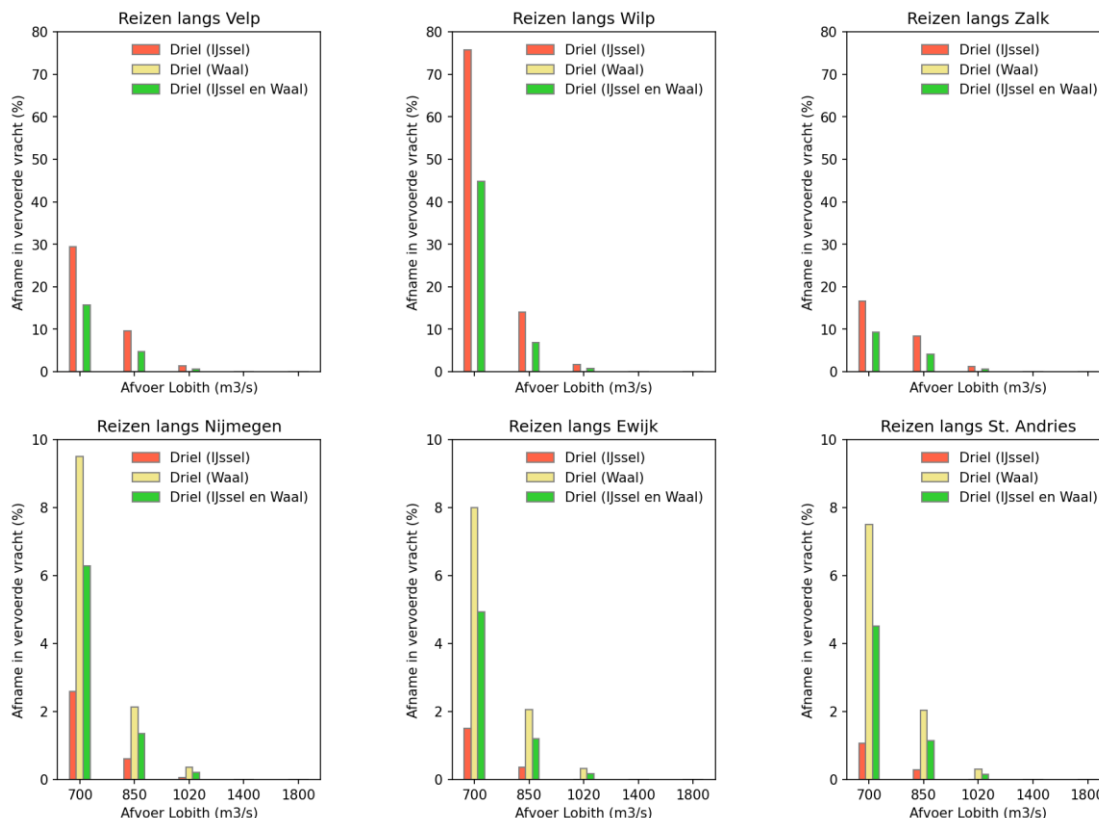 Reizen langs Velp
Afname in vervoerde vracht (%)
80
70
60
50
40
30
20
10
0
Driel (IJssel)
Driel (Waal)
Driel (IJssel en Waal)
Afvoer Lobith (m3/s)
Reizen langs Wilp
Afname in vervoerde vracht (%)
80
70
60
50
40
30
20
10
0
Driel (IJssel)
Driel (Waal)
Driel (IJssel en Waal)
Afvoer Lobith (m3/s)
Reizen langs Zalk
Afname in vervoerde vracht (%)
80
70
60
50
40
30
20
10
0
Driel (IJssel)
Driel (Waal)
Driel (IJssel en Waal)
Afvoer Lobith (m3/s)
Reizen langs Nijmegen
Afname in vervoerde vracht (%)
10
8
6
4
2
0
Driel (IJssel)
Driel (Waal)
Driel (IJssel en Waal)
700 850 1020 1400 1800
Afvoer Lobith (m3/s)
Reizen langs Ewijk
Afname in vervoerde vracht (%)
10
8
6
4
2
0
Driel (IJssel)
Driel (Waal)
Driel (IJssel en Waal)
700 850 1020 1400 1800
Afvoer Lobith (m3/s)
Reizen langs St. Andries
Afname in vervoerde vracht (%)
10
8
6
4
2
0
Driel (IJssel)
Driel (Waal)
Driel (IJssel en Waal)
700 850 1020 1400 1800
Afvoer Lobith (m3/s)